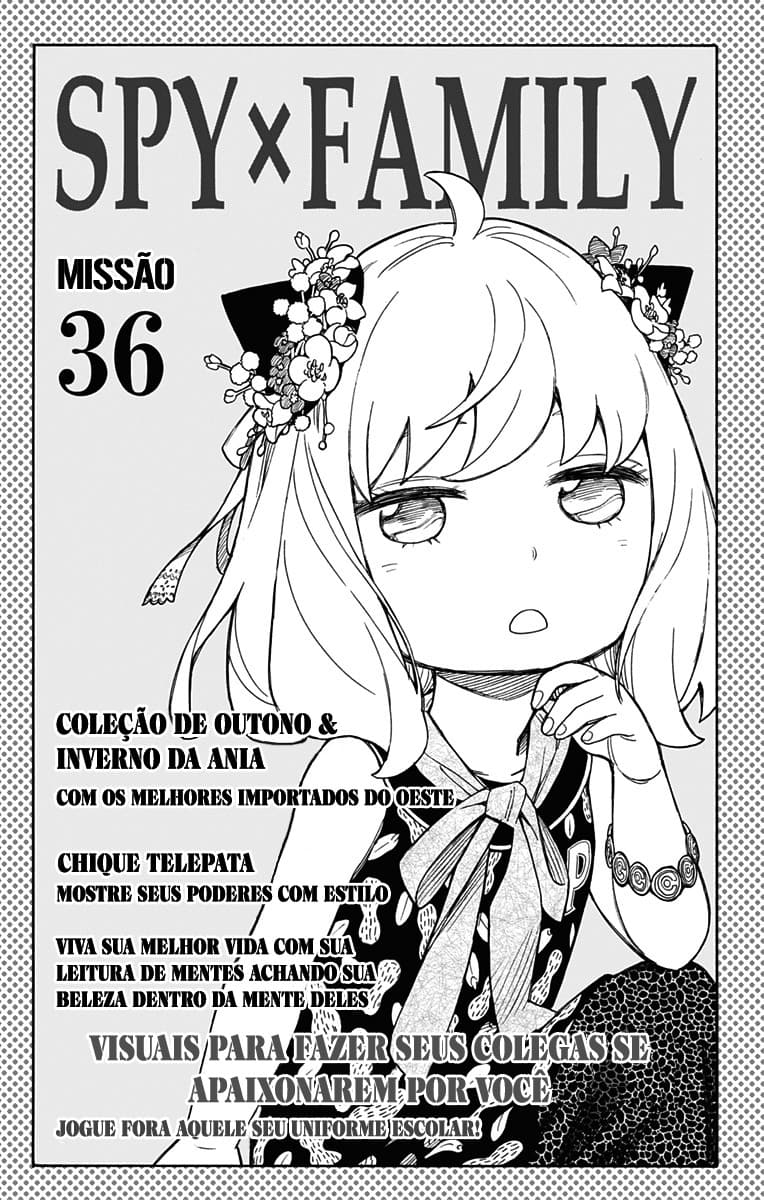 SPY×FAMILY
MISSÃO
36
COLEÇÃO DE OUTONO &
INVERNO DA ANIA
COM OS MELHORES IMPORTADOS DO OESTE
CHIQUE TELEPATA
MOSTRE SEUS PODERES COM ESTILO
VIVA SUA MELHOR VIDA COM SUA
LEITURA DE MENTES ACHANDO SUA
BELEZA DENTRO DA MENTE DELES
P
VISUAIS PARA FAZER SEUS COLEGAS SE
APAIXONAREM POR VOCÊ
JOGUE FORA AQUELE SEU UNIFORME ESCOLAR!